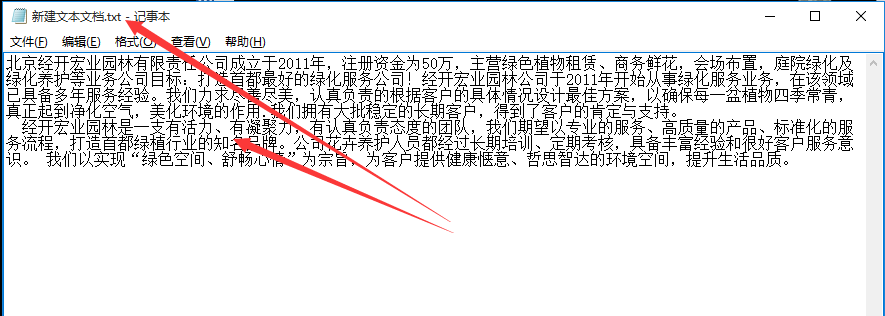 新建文本文档.txt - 记事本
文件(F) 编辑(E) 格式(O) 查看(V) 帮助(H)
北京经开宏业园林有限责任公司成立于2011年，注册资金为50万，主营绿色植物租赁、商务鲜花，会场布置，庭院绿化及
绿化养护等业务公司目标：打造首都最好的绿化服务公司！经开宏业园林公司于2011年开始从事绿化服务业务，在该领域
已具备多年服务经验。我们力求尽善尽美，认真负责的根据客户的具体情况设计最佳方案，以确保每一盆植物四季常青，
真正起到净化空气，美化环境的作用.我们拥有大批稳定的长期客户，得到了客户的肯定与支持。
经开宏业园林是一支有活力、有凝聚力，有认真负责态度的团队，我们期望以专业的服务、高质量的产品、标准化的服
务流程，打造首都绿植行业的知名品牌。公司花卉养护人员都经过长期培训、定期考核，具备丰富经验和很好客户服务意
识。 我们以实现“绿色空间、舒畅心情”为宗旨，为客户提供健康惬意、哲思智达的环境空间，提升生活品质。